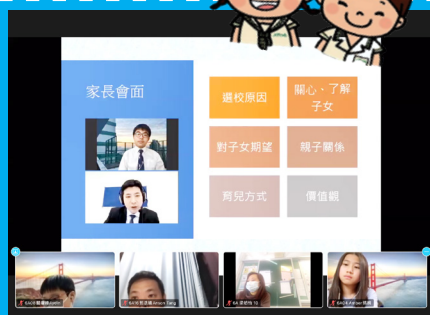 家長會面
選校原因
關心、了解
子女
對子女期望
親子關係
育兒方式
價值觀